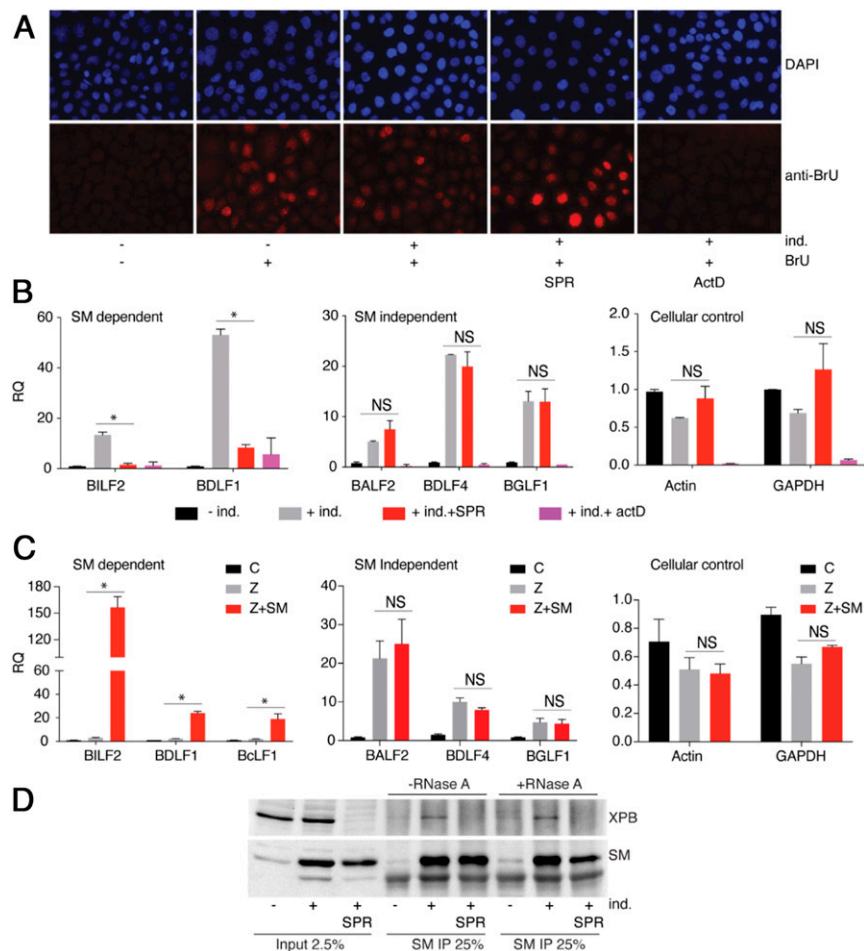 A
DAPI
anti-BrU
- - + + + ind.
- + + + + BrU
SPR ActD
B
SM dependent
SM independent
Cellular control
60
40
20
0
RQ
* *
BILF2 BDLF1
30
20
10
0
NS NS NS
BALF2 BDLF4 BGLF1
2.0
1.5
1.0
0.5
0.0
NS NS
Actin GAPDH
- ind. + ind. + ind.+SPR + ind.+ actD
C
SM dependent
SM Independent
Cellular control
C
Z
Z+SM
180
150
120
90
60
40
20
0
RQ
* * *
BILF2 BDLF1 BcLF1
C
Z
Z+SM
40
30
20
10
0
NS NS NS
BALF2 BDLF4 BGLF1
C
Z
Z+SM
1.0
0.8
0.6
0.4
0.2
0.0
NS NS
Actin GAPDH
D
-RNase A +RNase A
XPB
SM
- + + - + + - + + ind.
SPR SPR SPR
Input 2.5% SM IP 25% SM IP 25%